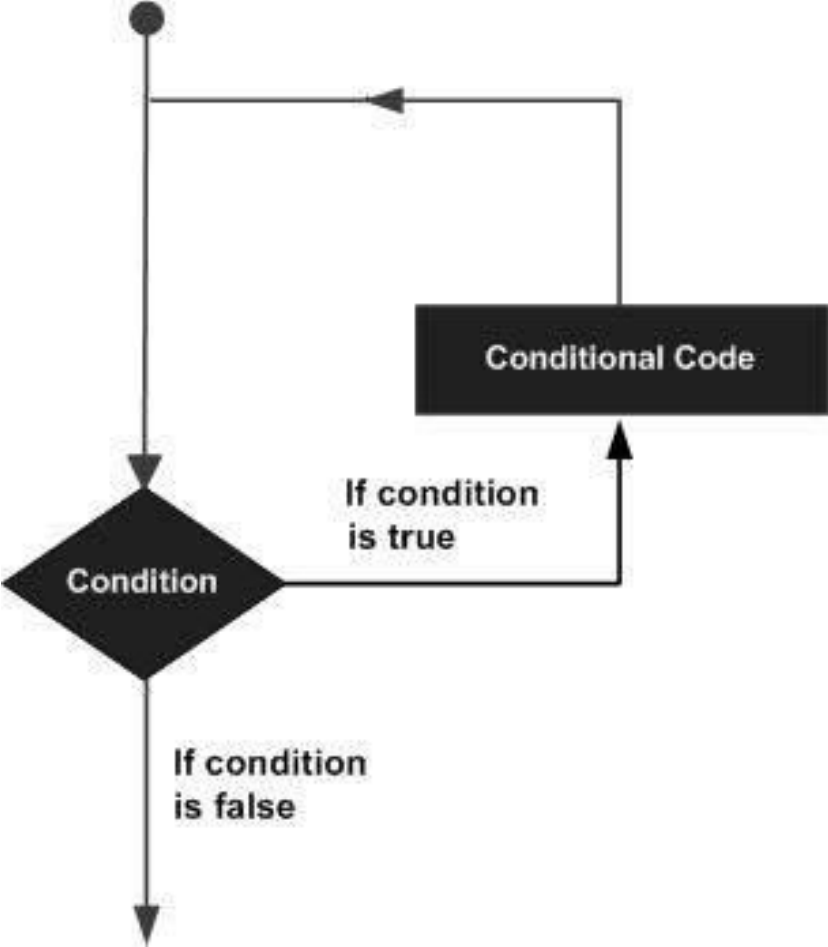 Conditional Code
If condition
is true
Condition
If condition
is false